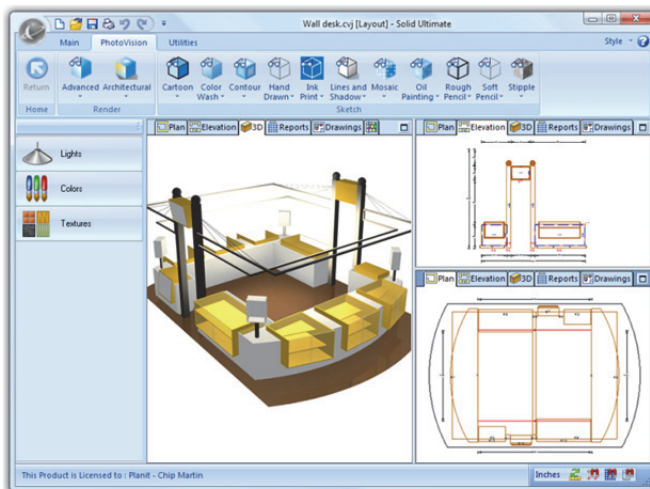 Wall desk.cvj [Layout] - Solid Ultimate
Main PhotoVision Utilities Style
Return Advanced Architectural Cartoon Color Wash Contour Hand Drawn Ink Print Lines and Shadow Mosaic Oil Painting Rough Pencil Soft Pencil Stipple
Home Render Sketch
Plan Elevation 3D Reports Drawings
Plan Elevation 3D Reports Drawings
Lights
Colors
Textures
Plan Elevation 3D Reports Drawings
This Product is Licensed to : Planit - Chip Martin
Inches